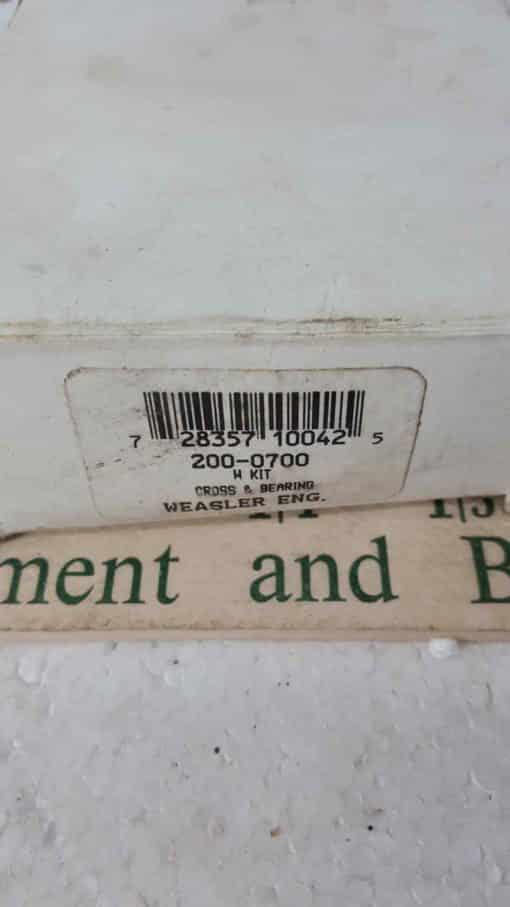 7 28357 10042 5
200-0700
W KIT
CROSS & BEARING
WEASLER ENG.
ment and B